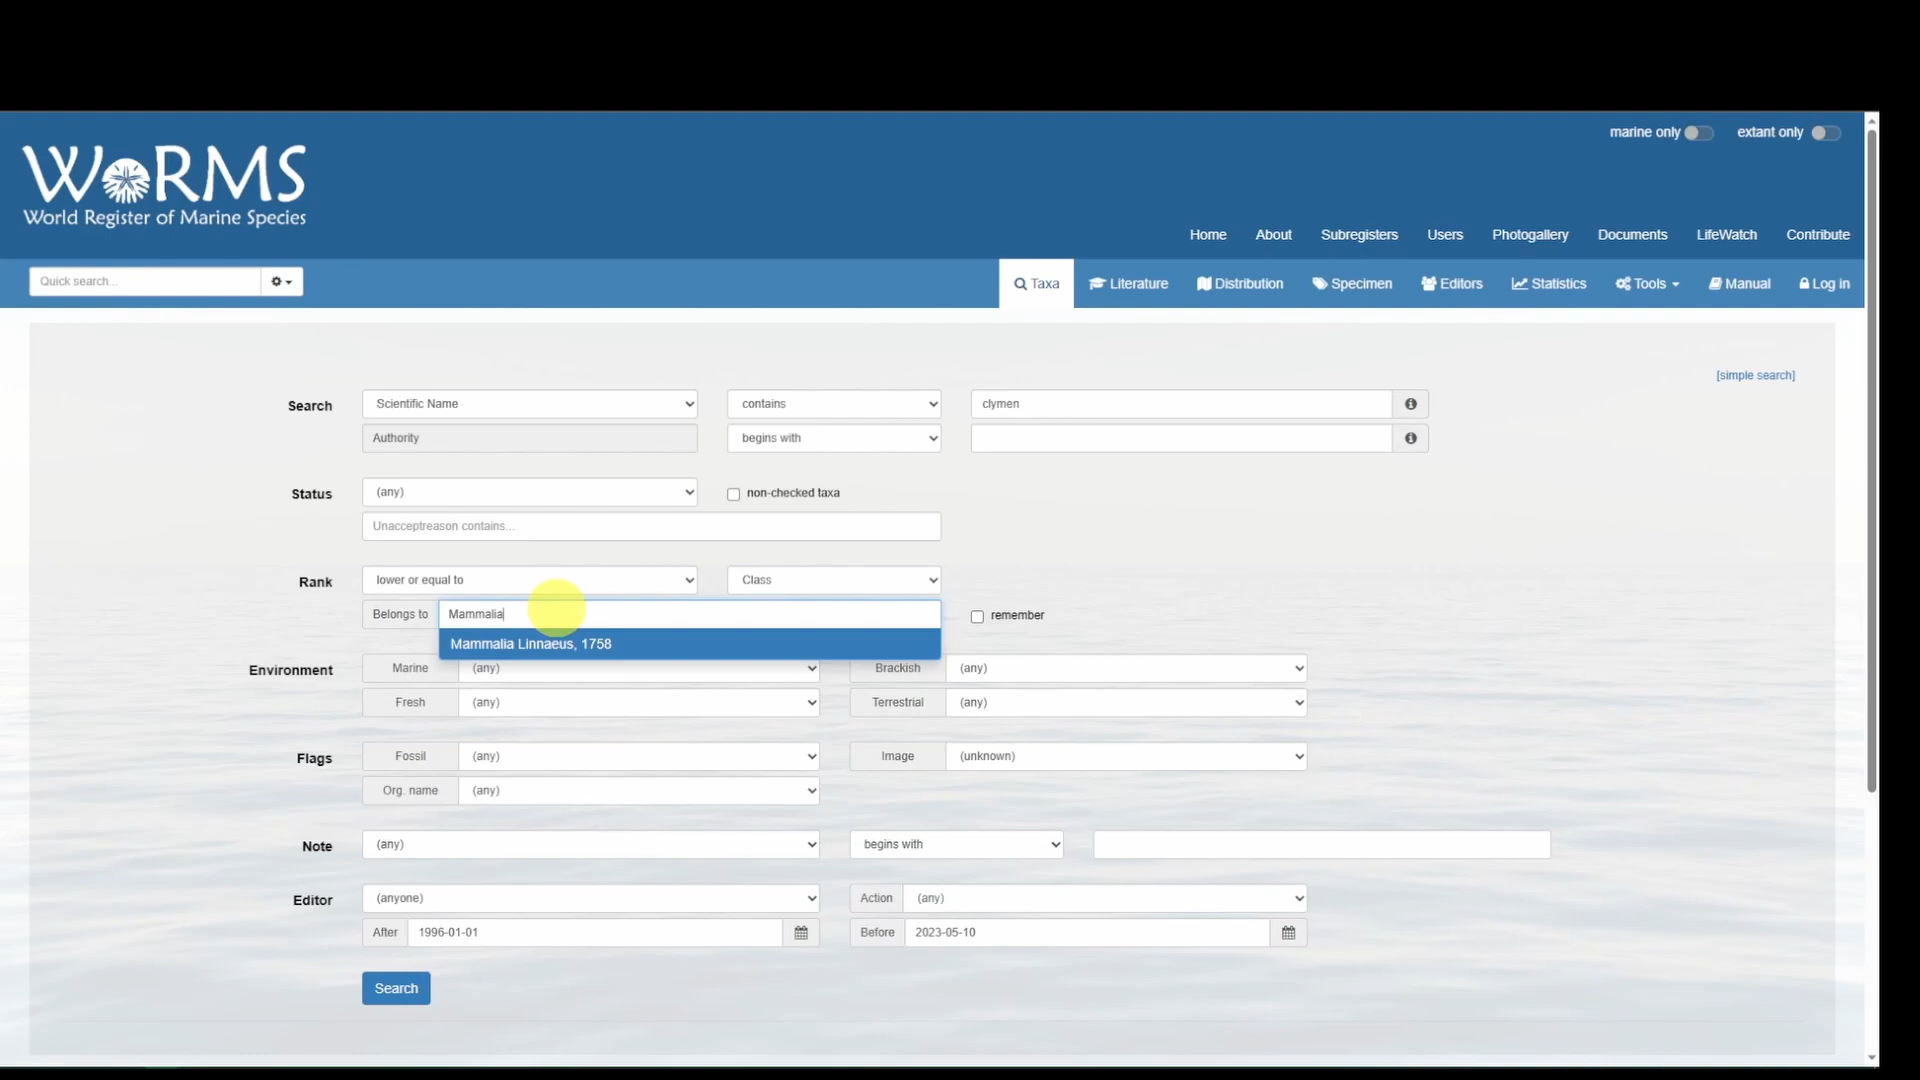 marine only
extant only
WoRMS
World Register of Marine Species
Home About Subregisters Users Photogallery Documents LifeWatch Contribute
Quick search...
Taxa Literature Distribution Specimen Editors Statistics Tools Manual Log in
[simple search]
Search Scientific Name contains clymen
Authority begins with
Status (any) non-checked taxa
Unacceptreason contains...
Rank lower or equal to Class
Belongs to Mammalia remember
Mammalia Linnaeus, 1758
Environment Marine (any) Brackish (any)
Fresh (any) Terrestrial (any)
Flags Fossil (any) Image (unknown)
Org. name (any)
Note (any) begins with
Editor (anyone) Action (any)
After 1996-01-01 Before 2023-05-10
Search